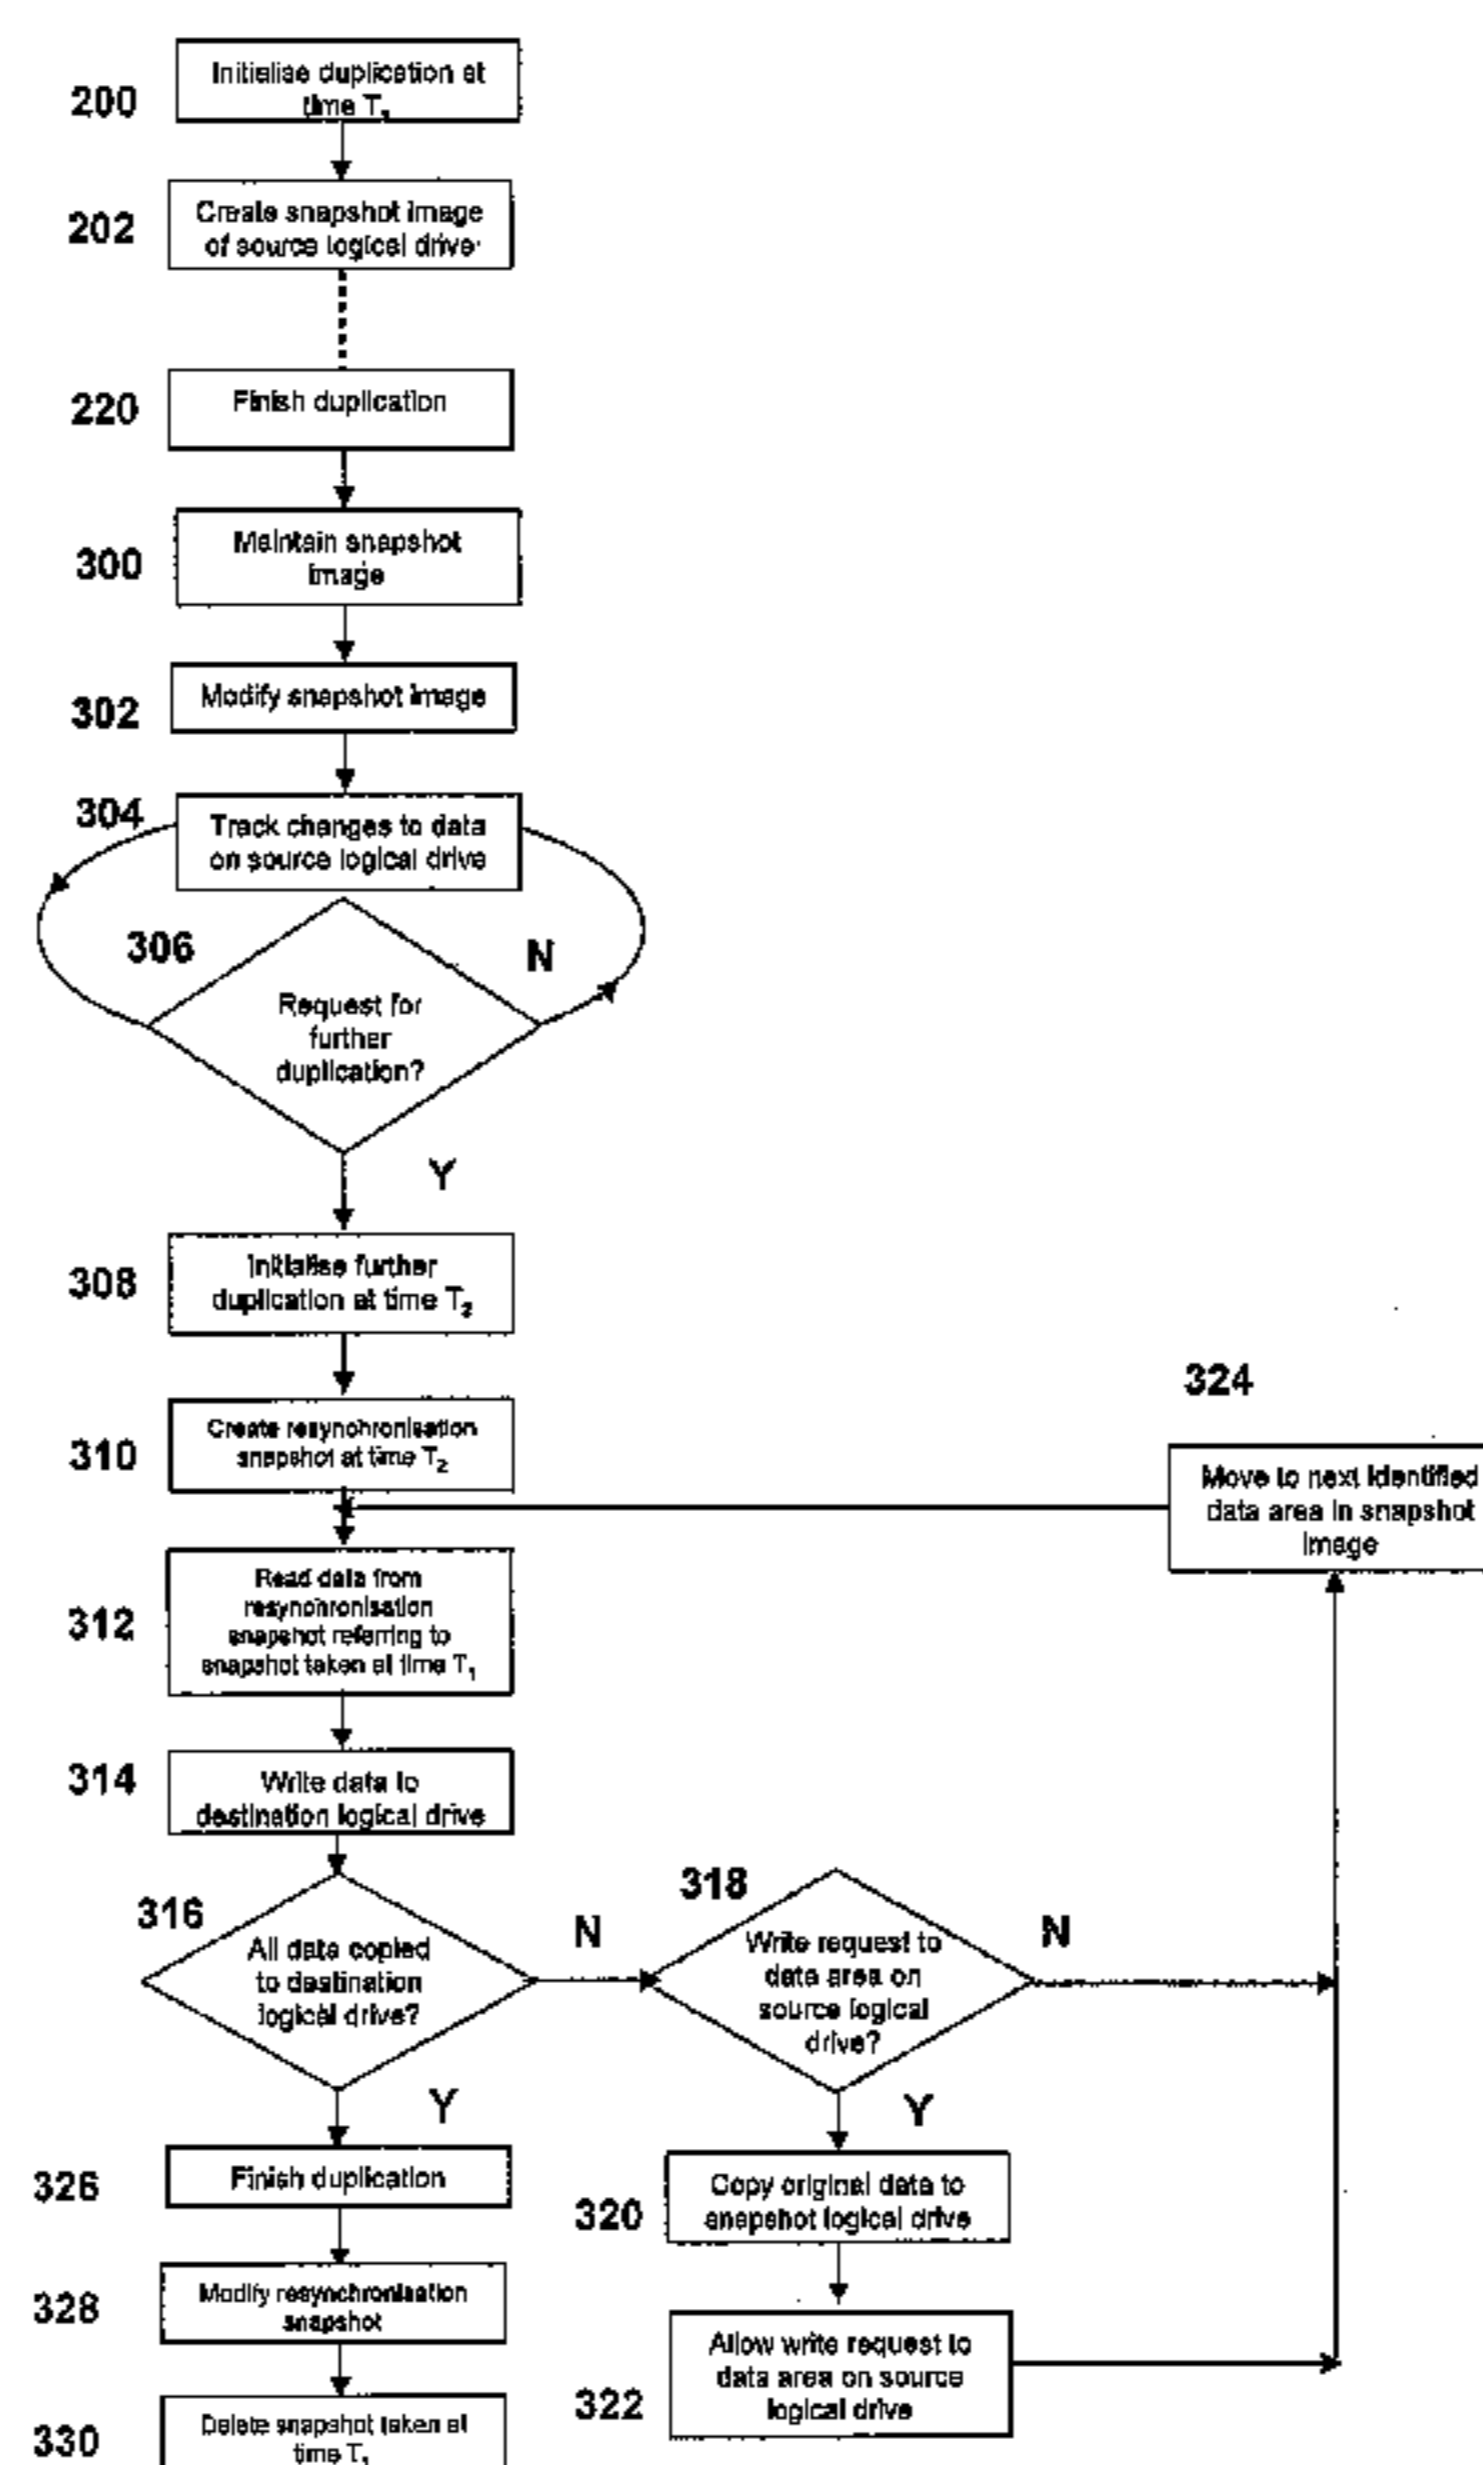 200
Initialise duplication at
time T1
202
Create snapshot image
of source logical drive
220
Finish duplication
300
Maintain snapshot
image
302
Modify snapshot image
304
Track changes to data
on source logical drive
306
N
Request for
further
duplication?
Y
308
Initialise further
duplication at time T2
324
310
Create resynchronisation
snapshot at time T2
Move to next identified
data area in snapshot
image
312
Read data from
resynchronisation
snapshot referring to
snapshot taken at time T1
314
Write data to
destination logical drive
316
All data copied
to destination
logical drive?
N
318
Write request to
data area on
source logical
drive?
N
Y
Y
326
Finish duplication
320
Copy original data to
snapshot logical drive
328
Modify resynchronisation
snapshot
322
Allow write request to
data area on source
logical drive
330
Delete snapshot taken at
time T1